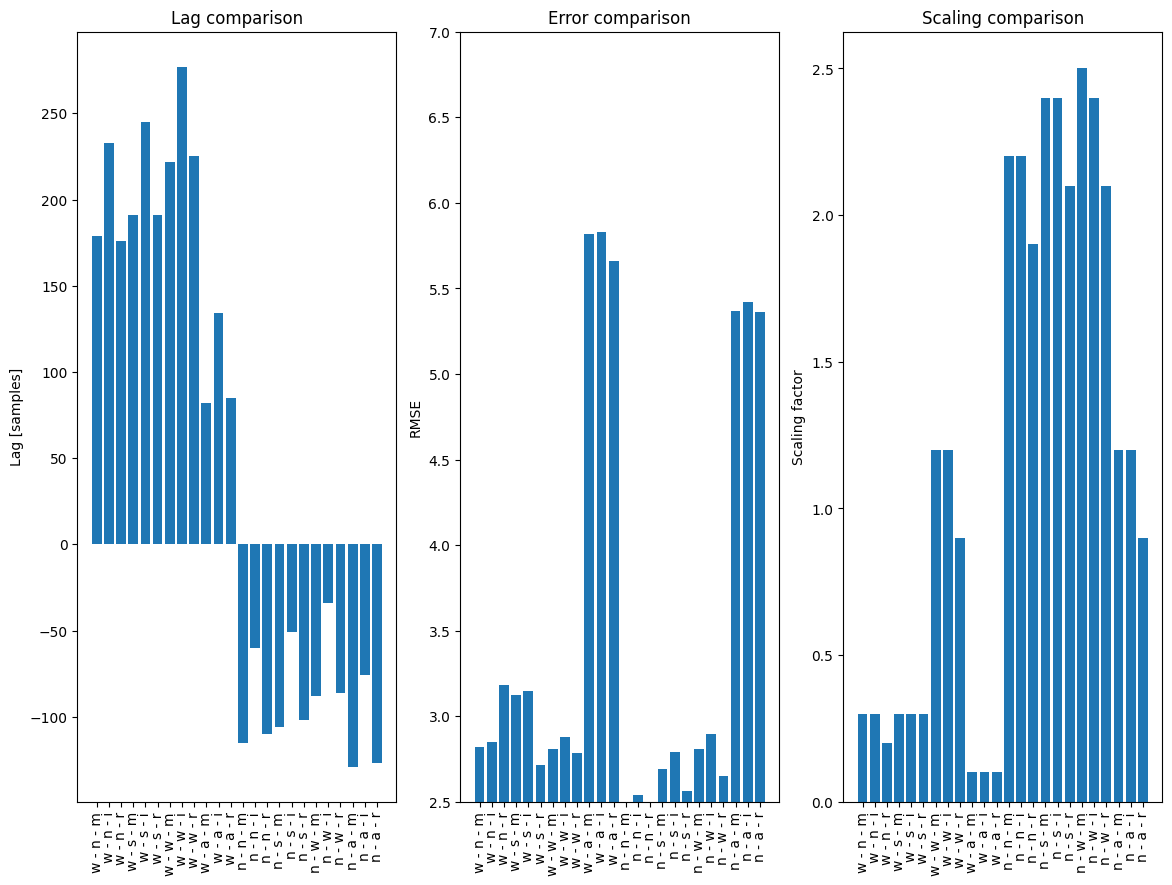 Lag comparison
Lag [samples]
250
200
150
100
50
0
−50
−100
w - n - m
w - n - i
w - n - r
w - s - m
w - s - i
w - s - r
w - w - m
w - w - i
w - w - r
w - a - m
w - a - i
w - a - r
n - n - m
n - n - i
n - n - r
n - s - m
n - s - i
n - s - r
n - w - m
n - w - i
n - w - r
n - a - m
n - a - i
n - a - r
Error comparison
RMSE
7.0
6.5
6.0
5.5
5.0
4.5
4.0
3.5
3.0
2.5
w - n - m
w - n - i
w - n - r
w - s - m
w - s - i
w - s - r
w - w - m
w - w - i
w - w - r
w - a - m
w - a - i
w - a - r
n - n - m
n - n - i
n - n - r
n - s - m
n - s - i
n - s - r
n - w - m
n - w - i
n - w - r
n - a - m
n - a - i
n - a - r
Scaling comparison
Scaling factor
2.5
2.0
1.5
1.0
0.5
0.0
w - n - m
w - n - i
w - n - r
w - s - m
w - s - i
w - s - r
w - w - m
w - w - i
w - w - r
w - a - m
w - a - i
w - a - r
n - n - m
n - n - i
n - n - r
n - s - m
n - s - i
n - s - r
n - w - m
n - w - i
n - w - r
n - a - m
n - a - i
n - a - r